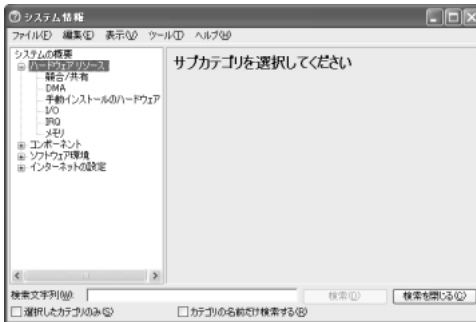 システム情報
ファイル(F) 編集(E) 表示(V) ツール(T) ヘルプ(H)
システムの概要
ハードウェア リソース
競合/共有
DMA
手動インストールのハードウェア
I/O
IRQ
メモリ
コンポーネント
ソフトウェア環境
インターネットの設定
サブカテゴリを選択してください
検索文字列(W):
検索(D)
検索を閉じる(C)
選択したカテゴリのみ(S)
カテゴリの名前だけ検索する(R)